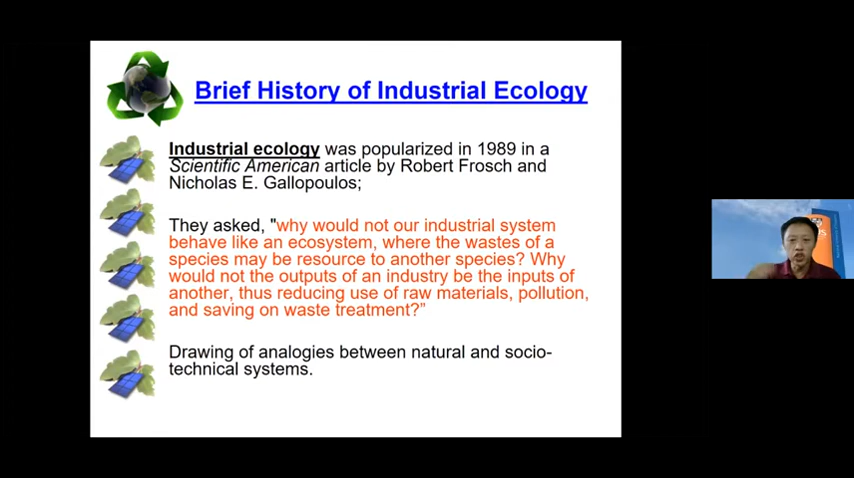 Brief History of Industrial Ecology
Industrial ecology was popularized in 1989 in a
Scientific American article by Robert Frosch and
Nicholas E. Gallopoulos;
They asked, "why would not our industrial system
behave like an ecosystem, where the wastes of a
species may be resource to another species? Why
would not the outputs of an industry be the inputs of
another, thus reducing use of raw materials, pollution,
and saving on waste treatment?”
Drawing of analogies between natural and socio-
technical systems.